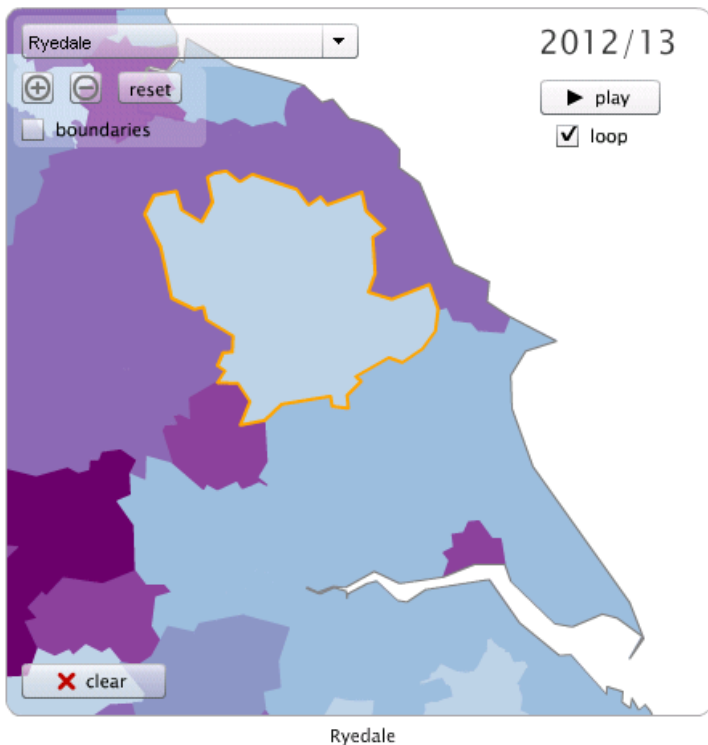 Ryedale
2012/13
reset
play
boundaries
loop
clear
Ryedale